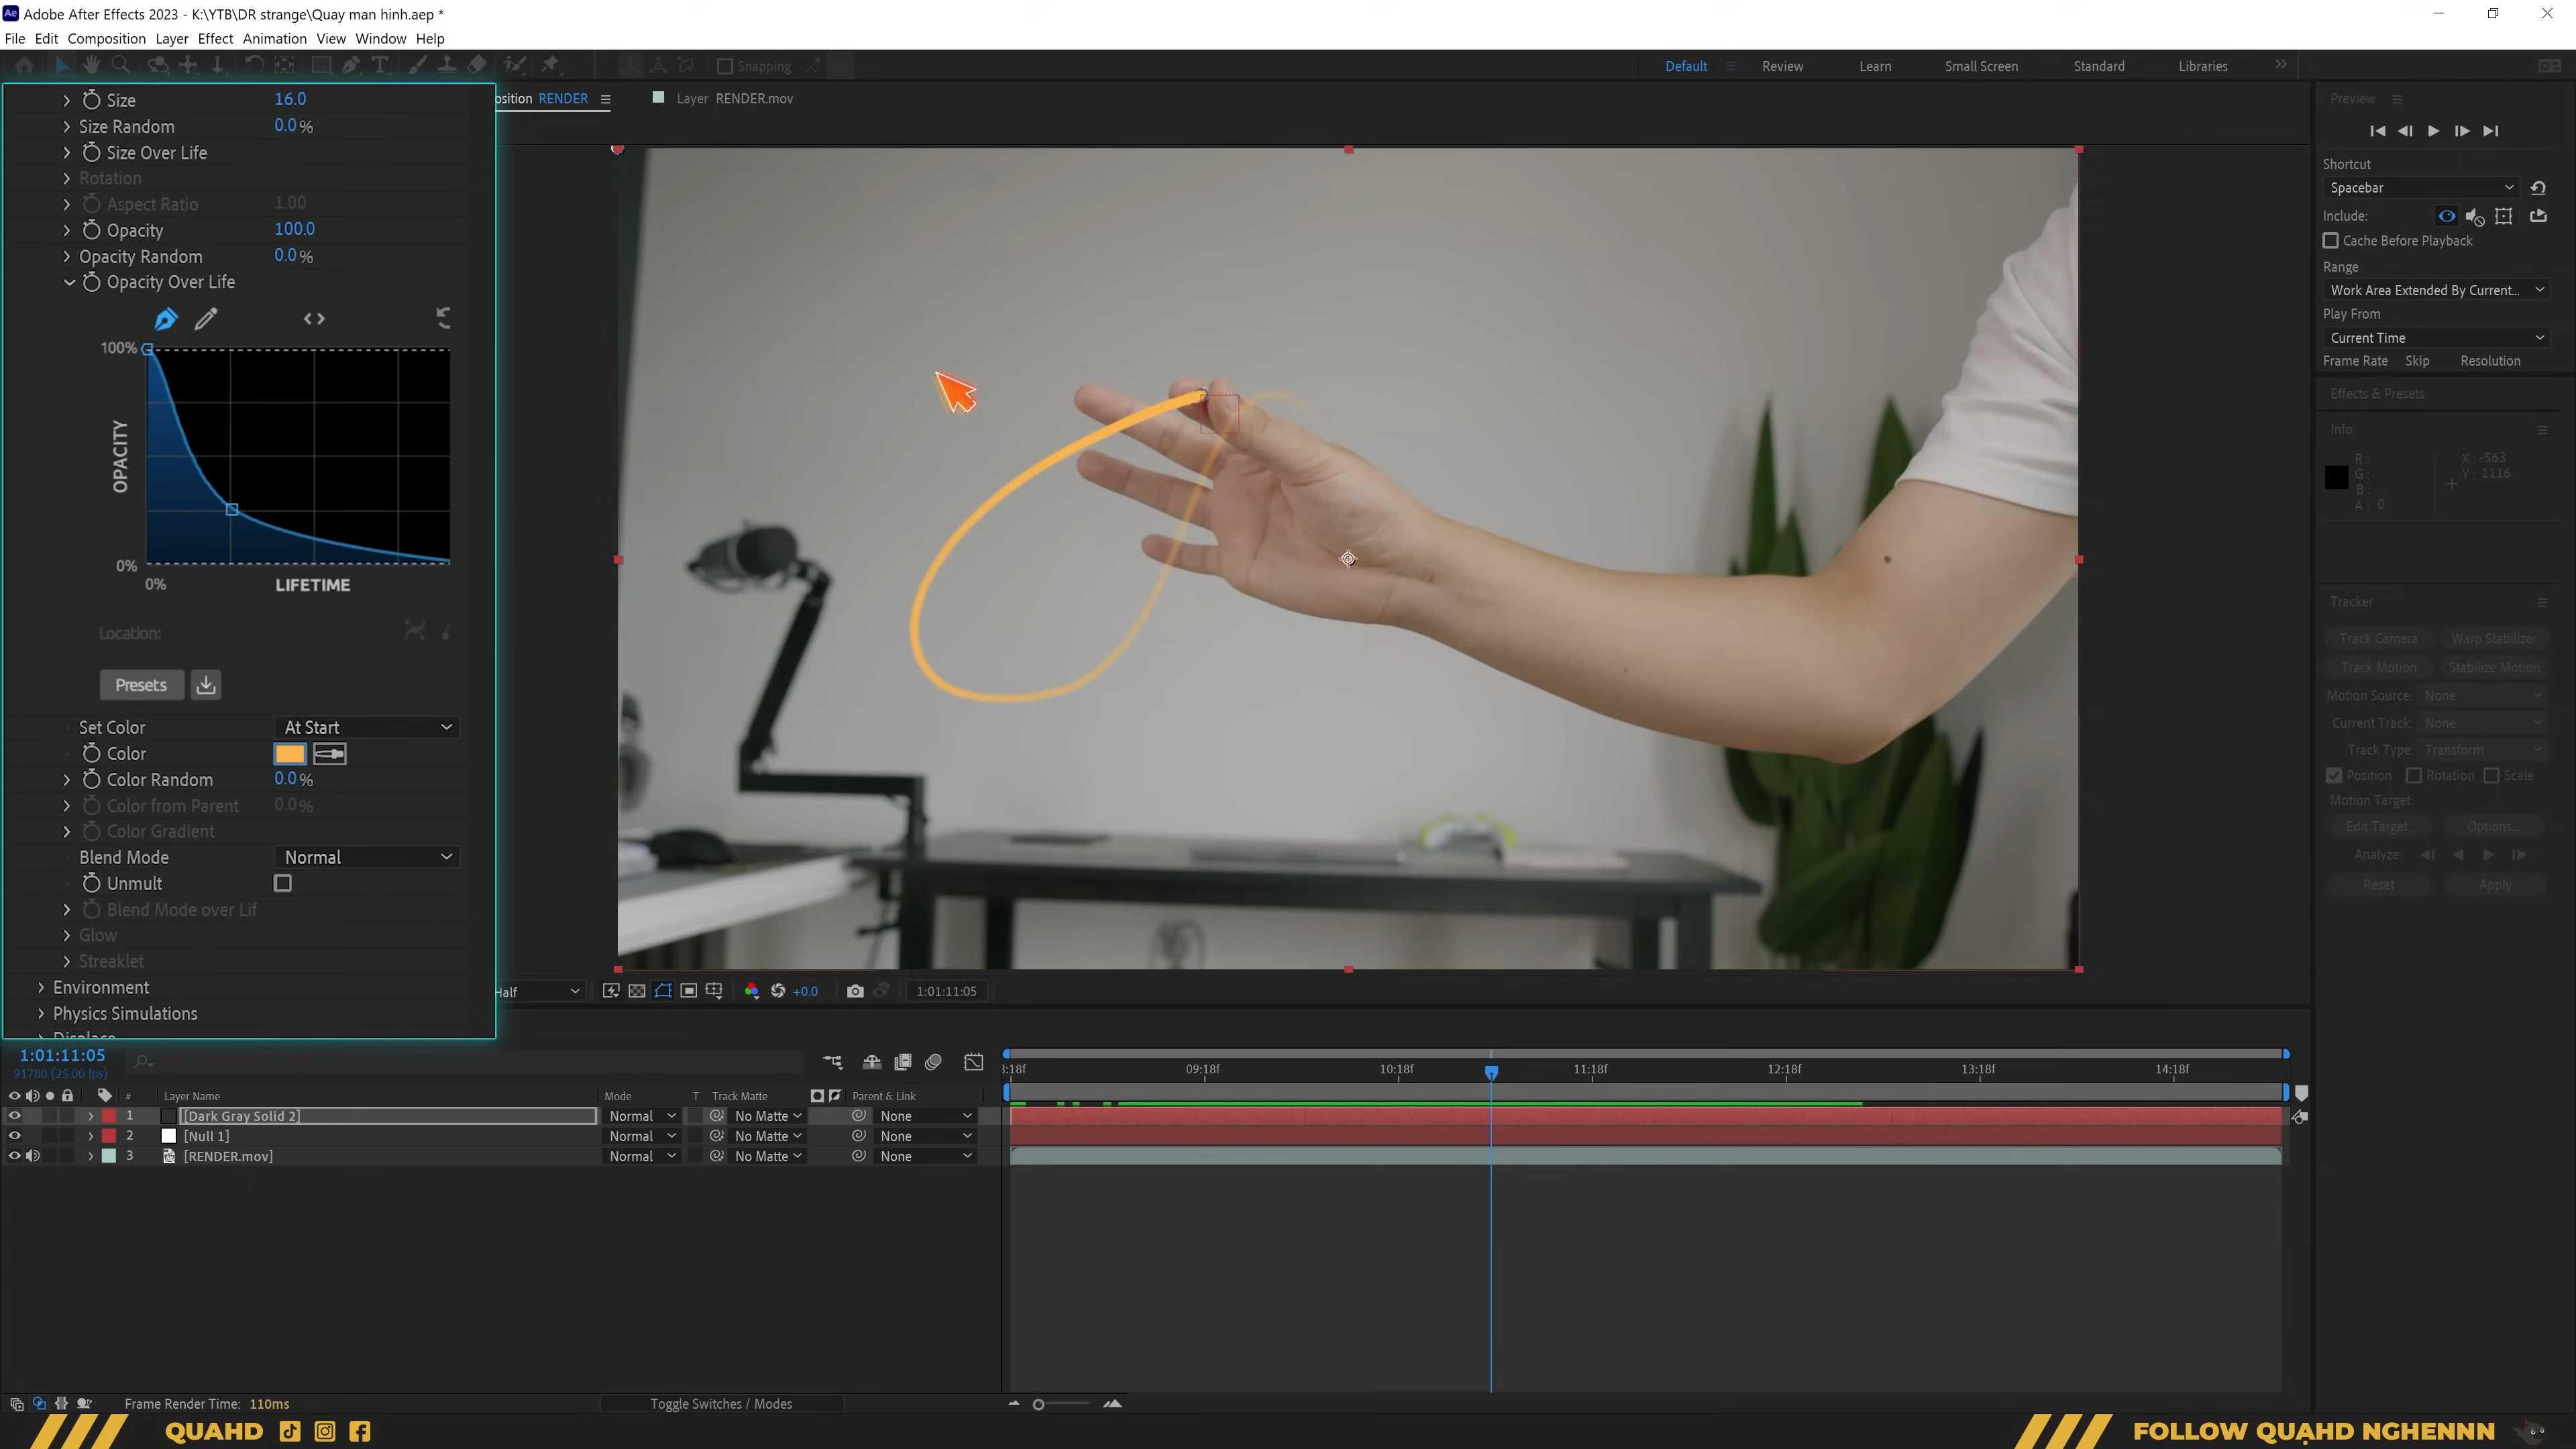 Adobe After Effects 2023 - K:\YTB\DR strange\Quay man hinh.aep *
File Edit Composition Layer Effect Animation View Window Help
Snapping
Default Review Learn Small Screen Standard Libraries
Size 16.0
Size Random 0.0%
Size Over Life
Rotation
Aspect Ratio 1.00
Opacity 100.0
Opacity Random 0.0%
Opacity Over Life
100%
OPACITY
0%
0% LIFETIME
Location:
Presets
Set Color At Start
Color
Color Random 0.0%
Color from Parent 0.0%
Color Gradient
Blend Mode Normal
Unmult
Blend Mode over Lif
Glow
Streaklet
Environment
Physics Simulations
Displace
osition RENDER
Layer RENDER.mov
Half +0.0 1:01:11:05
Preview
Shortcut
Spacebar
Include:
Cache Before Playback
Range
Work Area Extended By Current...
Play From
Current Time
Frame Rate Skip Resolution
Effects & Presets
Info
R: X: -563
G: Y: 1116
B:
A: 0
Tracker
Track Camera Warp Stabilizer
Track Motion Stabilize Motion
Motion Source: None
Current Track: None
Track Type: Transform
Position Rotation Scale
Motion Target:
Edit Target... Options...
Analyze:
Reset Apply
1:01:11:05
91780 (25.00 fps)
:18f 09:18f 10:18f 11:18f 12:18f 13:18f 14:18f
# Layer Name Mode T Track Matte Parent & Link
1 [Dark Gray Solid 2] Normal No Matte None
2 [Null 1] Normal No Matte None
3 [RENDER.mov] Normal No Matte None
Frame Render Time: 110ms Toggle Switches / Modes
QUAHD
FOLLOW QUẠHD NGHENNN